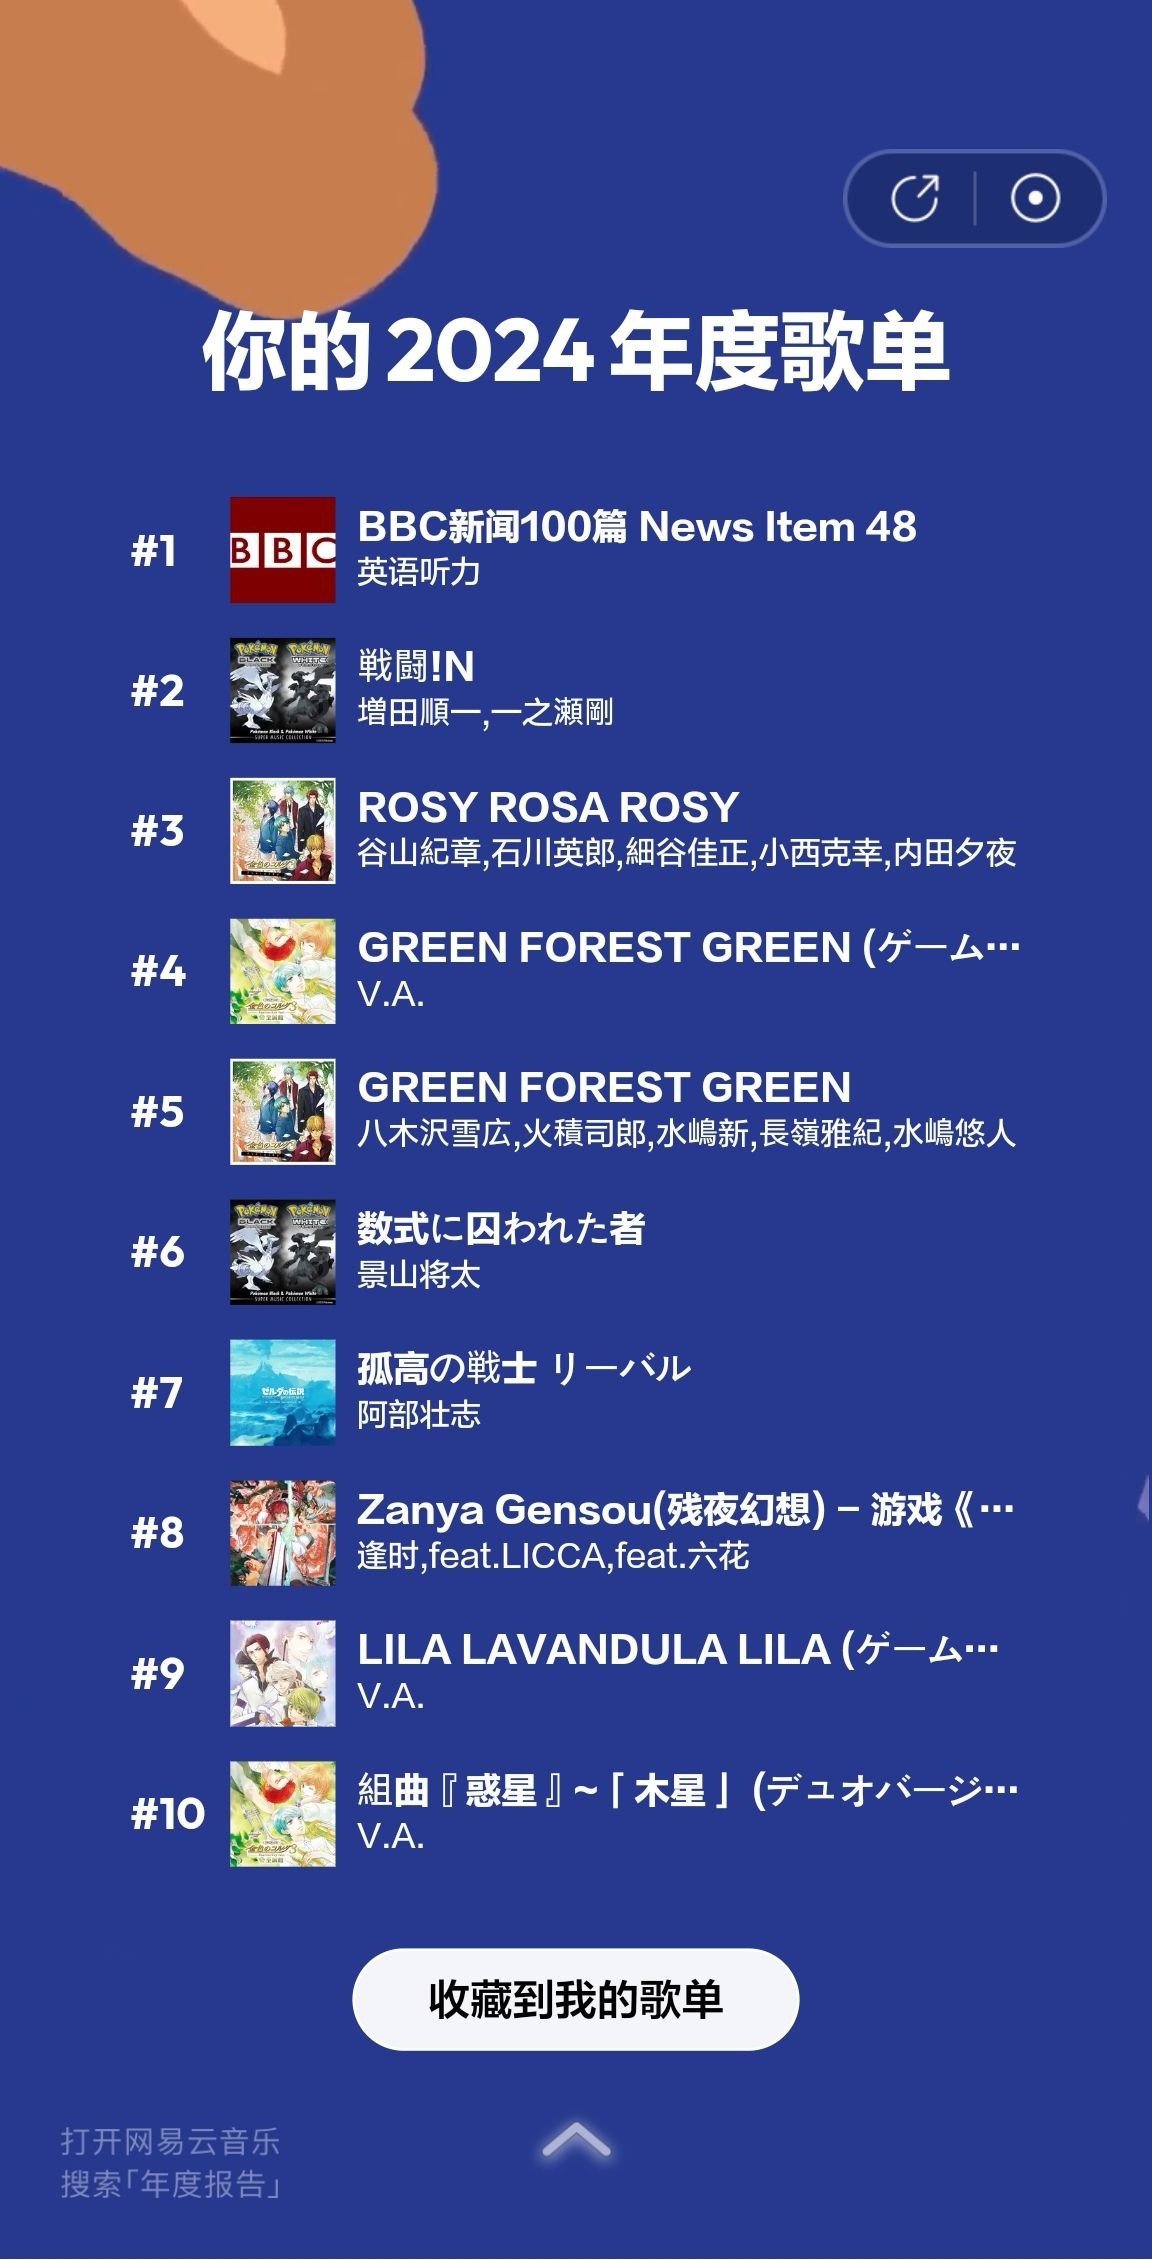 你的 2024 年度歌单
#1
BBC
BBC新闻100篇 News Item 48
英语听力
#2
戦闘!N
増田順一,一之瀬剛
#3
ROSY ROSA ROSY
谷山紀章,石川英郎,細谷佳正,小西克幸,内田夕夜
#4
GREEN FOREST GREEN (ゲーム…
V.A.
#5
GREEN FOREST GREEN
八木沢雪広,火積司郎,水嶋新,長嶺雅紀,水嶋悠人
#6
数式に囚われた者
景山将太
#7
ゼルダの伝説
孤高の戦士 リーバル
阿部壮志
#8
Zanya Gensou(残夜幻想) – 游戏《…
逢时,feat.LICCA,feat.六花
#9
LILA LAVANDULA LILA (ゲーム…
V.A.
#10
組曲『惑星』~「木星」(デュオバージ…
V.A.
收藏到我的歌单
打开网易云音乐
搜索「年度报告」